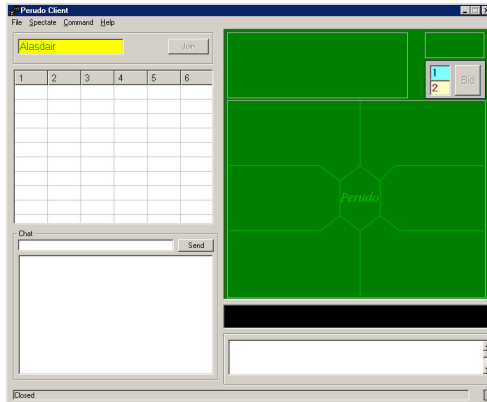 Perudo Client
File Spectate Command Help
Alasdair
Join
1 2 3 4 5 6
1
2
Bid
Perudo
Chat
Send
Closed